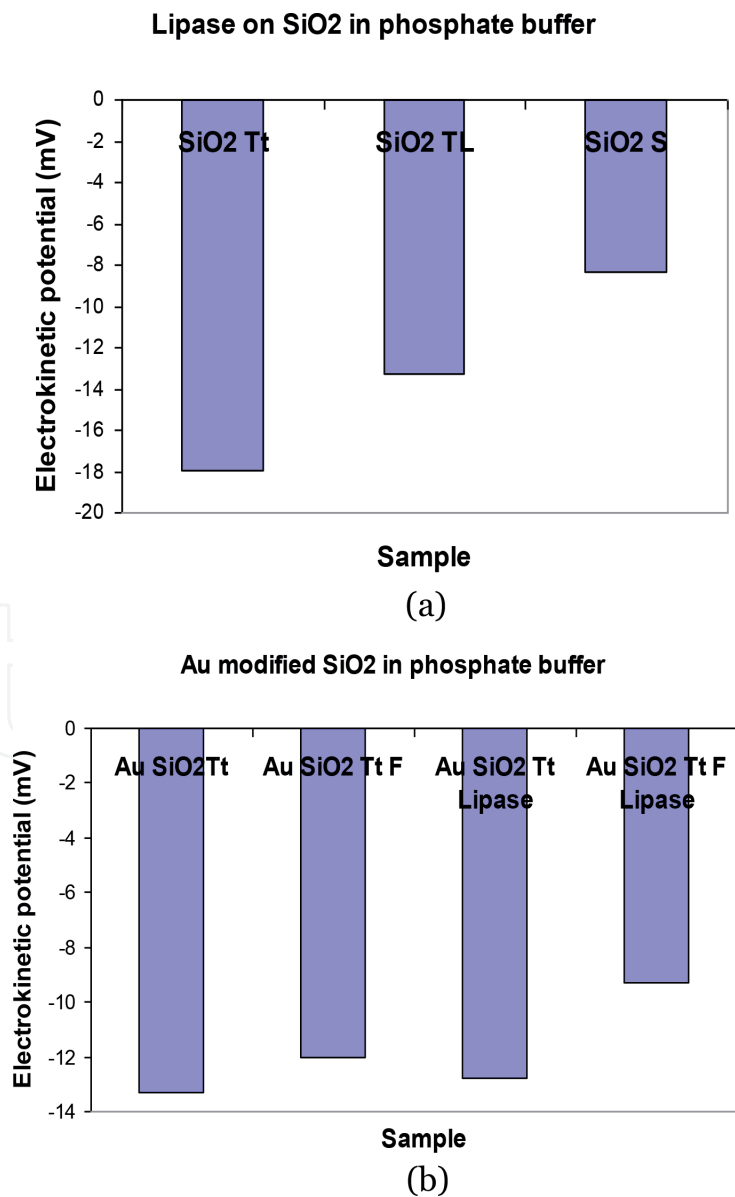 Lipase on SiO2 in phosphate buffer
0
-2
-4
-6
-8
-10
-12
-14
-16
-18
-20
Electrokinetic potential (mV)
SiO2 Tt
SiO2 TL
SiO2 S
Sample
(a)
Au modified SiO2 in phosphate buffer
0
-2
-4
-6
-8
-10
-12
-14
Electrokinetic potential (mV)
Au SiO2Tt
Au SiO2 Tt F
Au SiO2 Tt
Lipase
Au SiO2 Tt F
Lipase
Sample
(b)